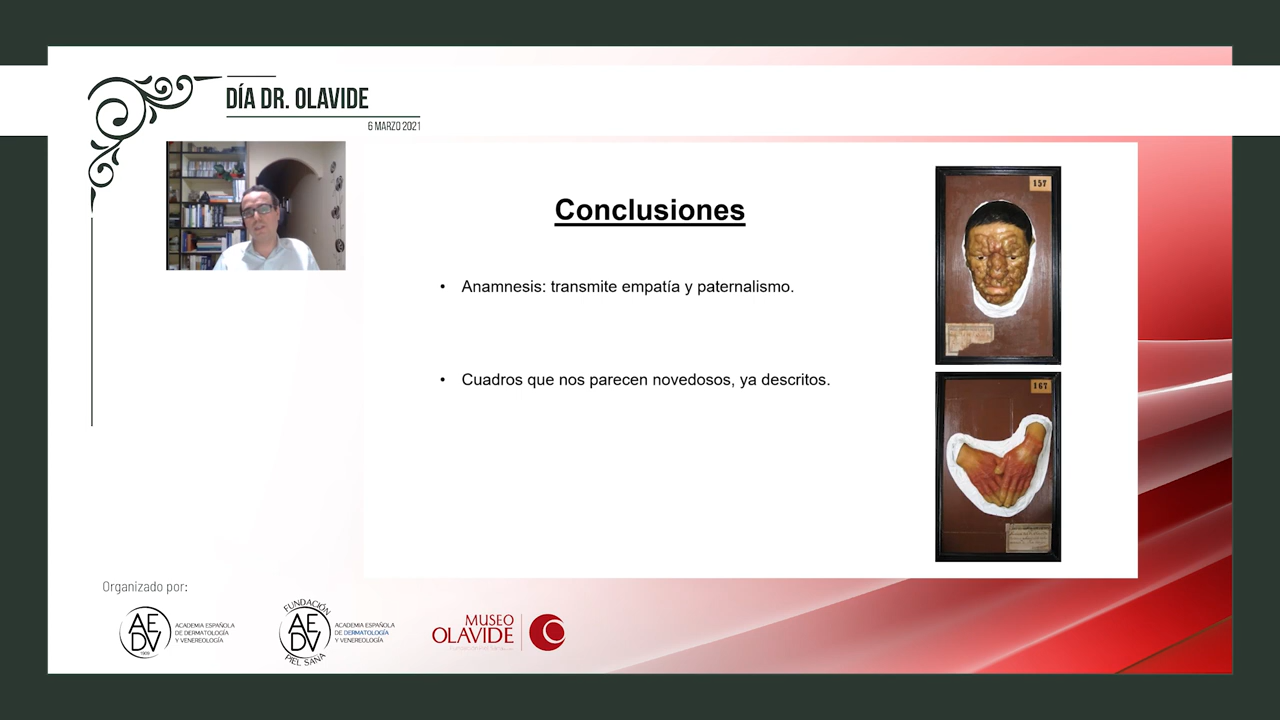 DÍA DR. OLAVIDE
6 MARZO 2021
Conclusiones
• Anamnesis: transmite empatía y paternalismo.
• Cuadros que nos parecen novedosos, ya descritos.
157
167
Organizado por:
AEDV
1909
ACADEMIA ESPAÑOLA
DE DERMATOLOGÍA
Y VENEREOLOGÍA
FUNDACIÓN
AEDV
PIEL SANA
ACADEMIA ESPAÑOLA
DE DERMATOLOGÍA
Y VENEREOLOGÍA
MUSEO
OLAVIDE